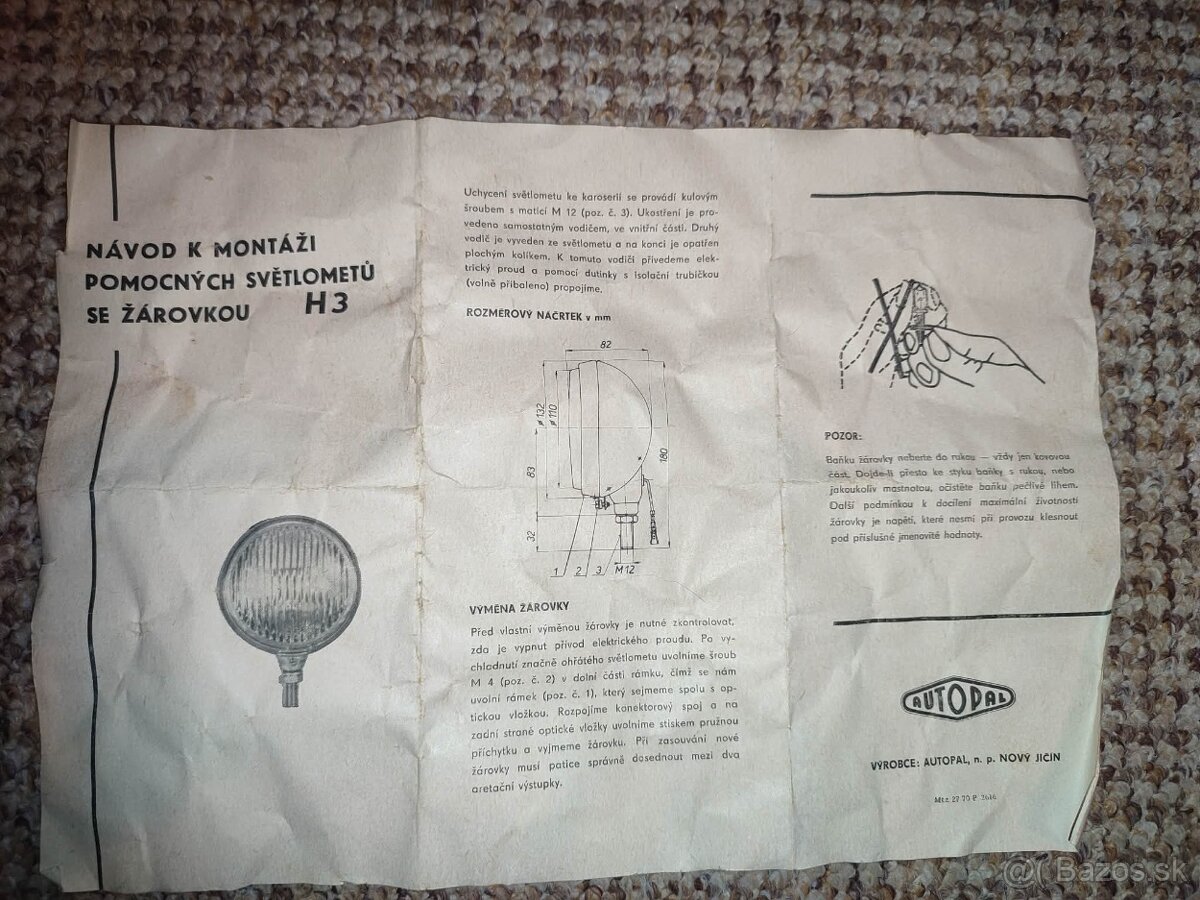 NÁVOD K MONTÁŽI
POMOCNÝCH SVĚTLOMETŮ
SE ŽÁROVKOU H3
Uchycení světlometu ke karoserii se provádí kulovým
šroubem s maticí M 12 (poz. č. 3). Ukostření je pro-
vedeno samostatným vodičem, ve vnitřní části. Druhý
vodič je vyveden ze světlometu a na konci je opatřen
plochým kolíkem. K tomuto vodiči přivedeme elek-
trický proud a pomocí dutinky s isolační trubičkou
(volně přibaleno) propojíme.
ROZMĚROVÝ NÁČRTEK v mm
82
ø 132
ø 110
83
180
32
1 2 3 M12
VÝMĚNA ŽÁROVKY
Před vlastní výměnou žárovky je nutné zkontrolovat,
zda je vypnut přívod elektrického proudu. Po vy-
chladnutí značně ohřátého světlometu uvolníme šroub
M 4 (poz. č. 2) v dolní části rámku, čímž se nám
uvolní rámek (poz. č. 1), který sejmeme spolu s op-
tickou vložkou. Rozpojíme konektorový spoj a na
zadní straně optické vložky uvolníme stiskem pružnou
příchytku a vyjmeme žárovku. Při zasouvání nové
žárovky musí patice správně dosednout mezi dva
aretační výstupky.
POZOR:
Baňku žárovky neberte do rukou — vždy jen kovovou
část. Dojde-li přesto ke styku baňky s rukou, nebo
jakoukoliv mastnotou, očistěte baňku pečlivě lihem.
Další podmínkou k docílení maximální životnosti
žárovky je napětí, které nesmí při provozu klesnout
pod příslušné jmenovité hodnoty.
AUTOPAL
VÝROBCE: AUTOPAL, n. p. NOVÝ JIČÍN
Mtz 27 70 P
Bazos.sk